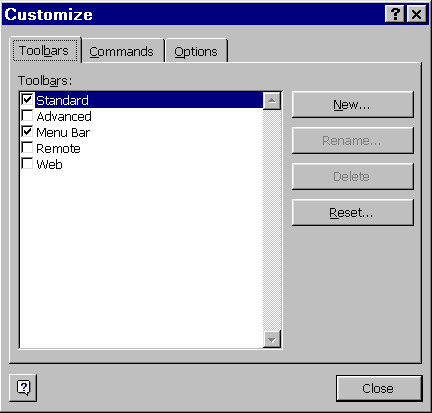 Customize
Toolbars Commands Options
Toolbars:
Standard
Advanced
Menu Bar
Remote
Web
New...
Rename...
Delete
Reset...
Close